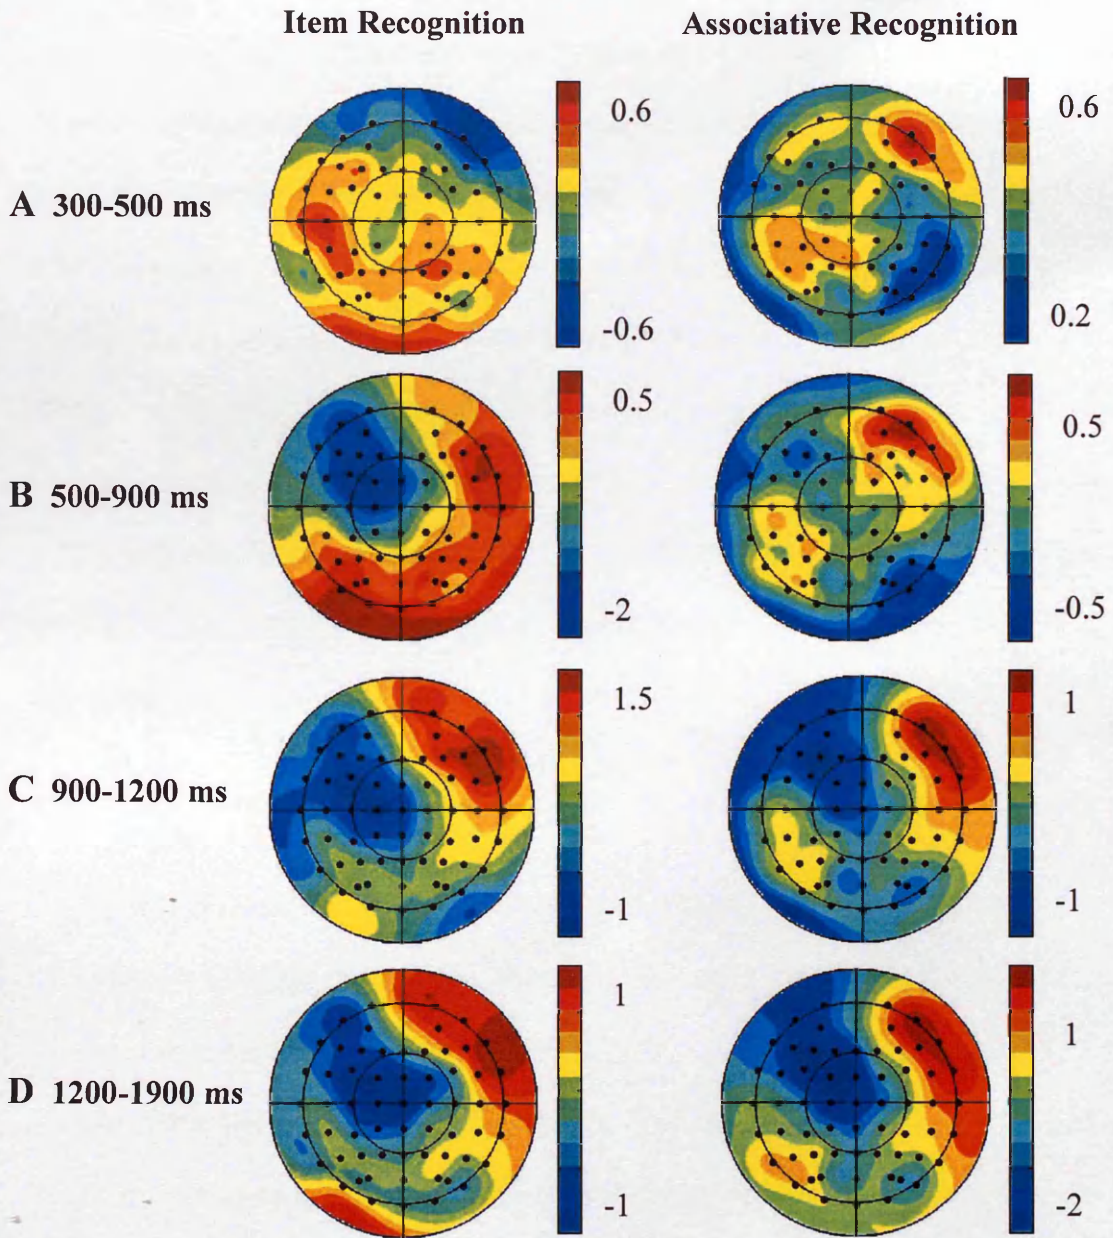 Item Recognition Associative Recognition
0.6 0.6
A 300-500 ms
-0.6 0.2
0.5 0.5
B 500-900 ms
-2 -0.5
1.5 1
C 900-1200 ms
-1 -1
1 1
D 1200-1900 ms
-1 -2